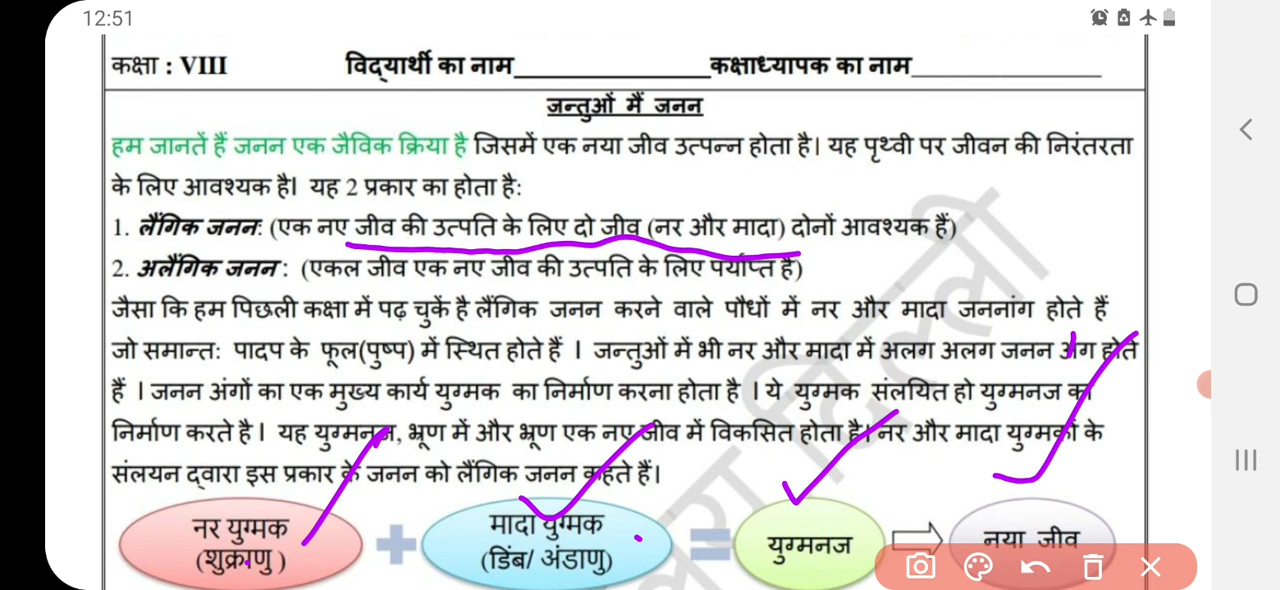 12:51
कक्षा : VIII विद्यार्थी का नाम____________ कक्षाध्यापक का नाम____________
जन्तुओं में जनन
हम जानतें हैं जनन एक जैविक क्रिया है जिसमें एक नया जीव उत्पन्न होता है। यह पृथ्वी पर जीवन की निरंतरता
के लिए आवश्यक है। यह 2 प्रकार का होता है:
1. लैंगिक जनन: (एक नए जीव की उत्पति के लिए दो जीव (नर और मादा) दोनों आवश्यक हैं)
2. अलैंगिक जनन : (एकल जीव एक नए जीव की उत्पति के लिए पर्याप्त है)
जैसा कि हम पिछली कक्षा में पढ़ चुकें है लैंगिक जनन करने वाले पौधों में नर और मादा जननांग होते हैं
जो समान्त: पादप के फूल(पुष्प) में स्थित होते हैं । जन्तुओं में भी नर और मादा में अलग अलग जनन अंग होते
हैं । जनन अंगों का एक मुख्य कार्य युग्मक का निर्माण करना होता है । ये युग्मक संलयित हो युग्मनज का
निर्माण करते है। यह युग्मनज, भ्रूण में और भ्रूण एक नए जीव में विकसित होता है। नर और मादा युग्मकों के
संलयन द्वारा इस प्रकार के जनन को लैंगिक जनन कहते हैं।
नर युग्मक (शुक्राणु ) + मादा युग्मक (डिंब/ अंडाणु) = युग्मनज नया जीव